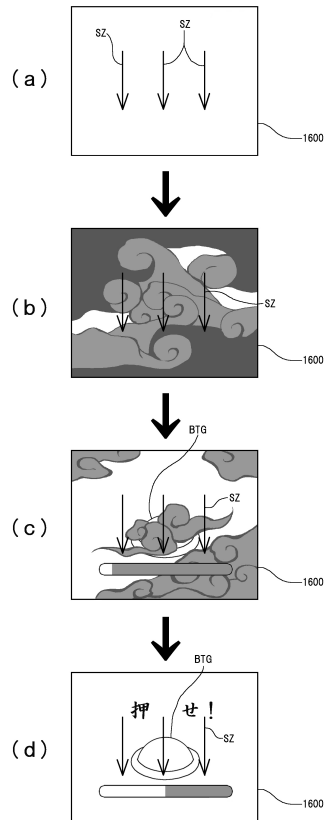 (a)
SZ
SZ
1600
(b)
SZ
1600
BTG
(c)
SZ
1600
BTG
押せ！
(d)
SZ
1600